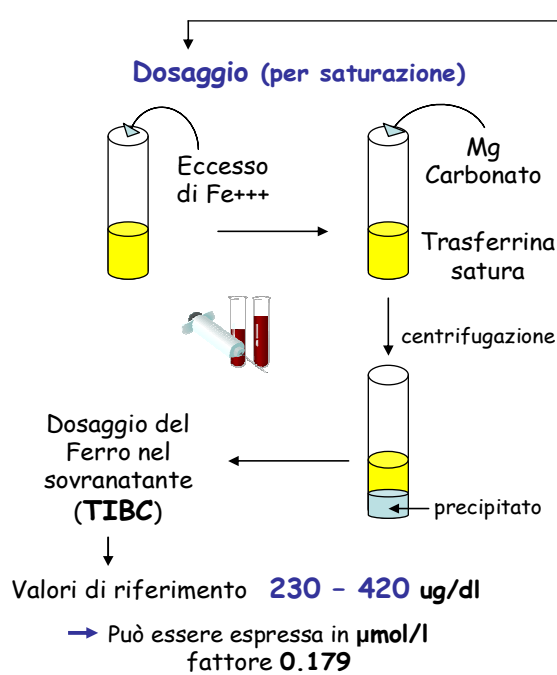 Dosaggio (per saturazione)
Eccesso
di Fe+++
Mg
Carbonato
Trasferrina
satura
centrifugazione
Dosaggio del
Ferro nel
sovranatante
(TIBC)
precipitato
Valori di riferimento 230 – 420 ug/dl
Può essere espressa in µmol/l
fattore 0.179